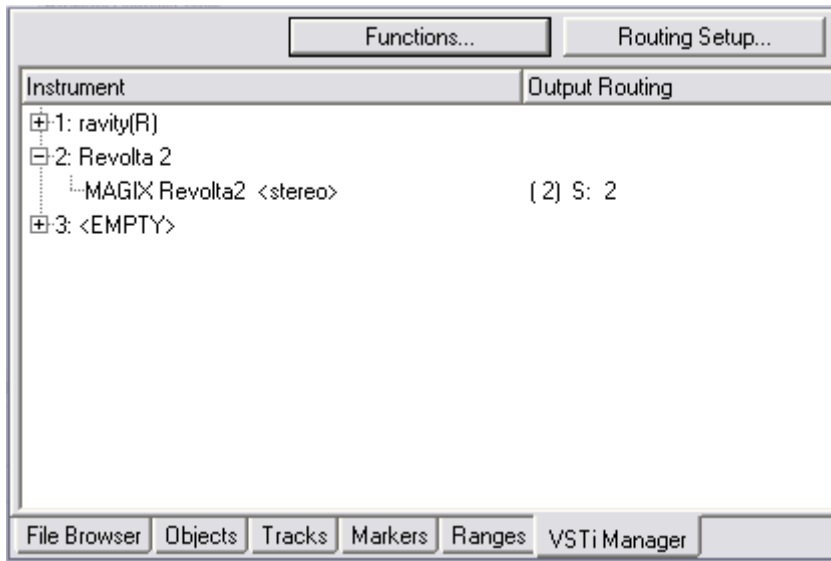 Functions... Routing Setup...
Instrument Output Routing
1: ravity(R)
2: Revolta 2
MAGIX Revolta2 <stereo> ( 2) S: 2
3: <EMPTY>
File Browser Objects Tracks Markers Ranges VSTi Manager